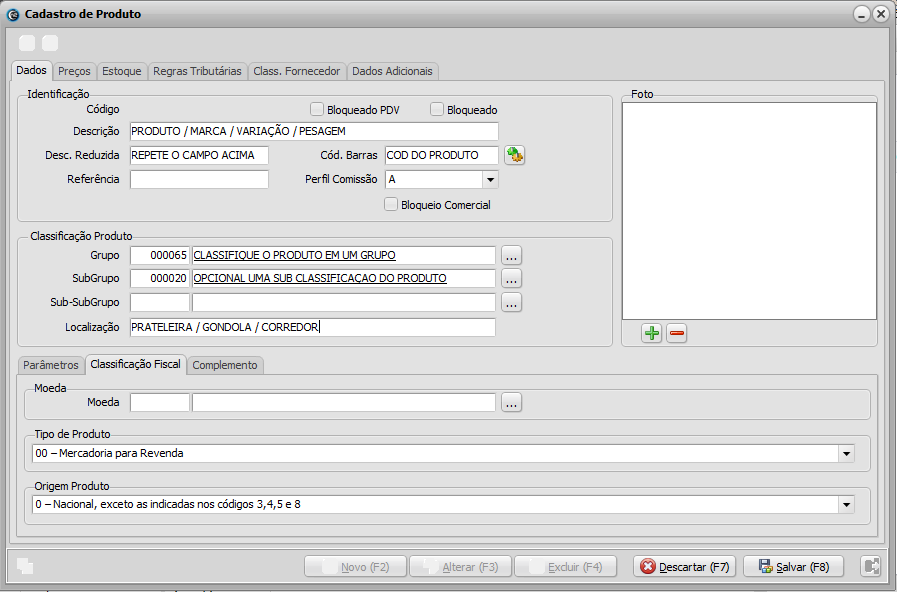 Cadastro de Produto
Dados Preços Estoque Regras Tributárias Class. Fornecedor Dados Adicionais
Identificação
Código Bloqueado PDV Bloqueado
Descrição PRODUTO / MARCA / VARIAÇÃO / PESAGEM
Desc. Reduzida REPETE O CAMPO ACIMA Cód. Barras COD DO PRODUTO
Referência Perfil Comissão A
Bloqueio Comercial
Foto
Classificação Produto
Grupo 000065 CLASSIFIQUE O PRODUTO EM UM GRUPO ...
SubGrupo 000020 OPCIONAL UMA SUB CLASSIFICAÇAO DO PRODUTO ...
Sub-SubGrupo ...
Localização PRATELEIRA / GONDOLA / CORREDOR
Parâmetros Classificação Fiscal Complemento
Moeda
Moeda ...
Tipo de Produto
00 – Mercadoria para Revenda
Origem Produto
0 – Nacional, exceto as indicadas nos códigos 3,4,5 e 8
Novo (F2) Alterar (F3) Excluir (F4) Descartar (F7) Salvar (F8)